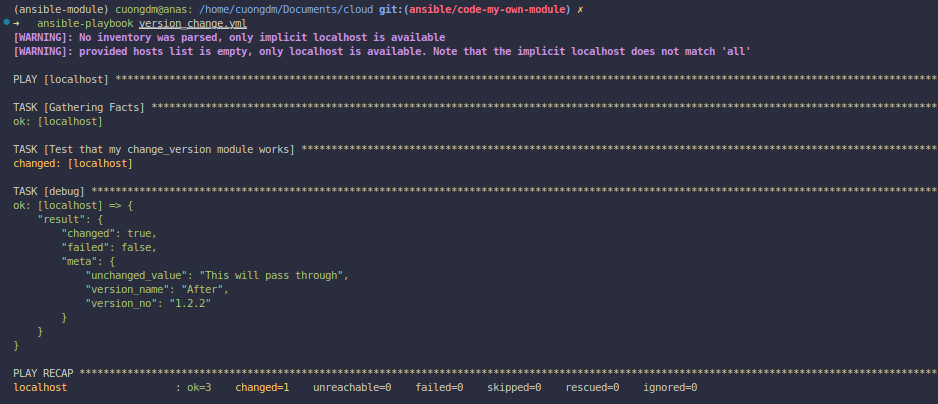 (ansible-module) cuongdm@anas: /home/cuongdm/Documents/cloud git:(ansible/code-my-own-module) ✗
➜ ansible-playbook version_change.yml
[WARNING]: No inventory was parsed, only implicit localhost is available
[WARNING]: provided hosts list is empty, only localhost is available. Note that the implicit localhost does not match 'all'
PLAY [localhost] ******************************************************************************************************************************************
TASK [Gathering Facts] ************************************************************************************************************************************
ok: [localhost]
TASK [Test that my change_version module works] ***********************************************************************************************************
changed: [localhost]
TASK [debug] **********************************************************************************************************************************************
ok: [localhost] => {
    "result": {
        "changed": true,
        "failed": false,
        "meta": {
            "unchanged_value": "This will pass through",
            "version_name": "After",
            "version_no": "1.2.2"
        }
    }
}
PLAY RECAP ************************************************************************************************************************************************
localhost                  : ok=3    changed=1    unreachable=0    failed=0    skipped=0    rescued=0    ignored=0